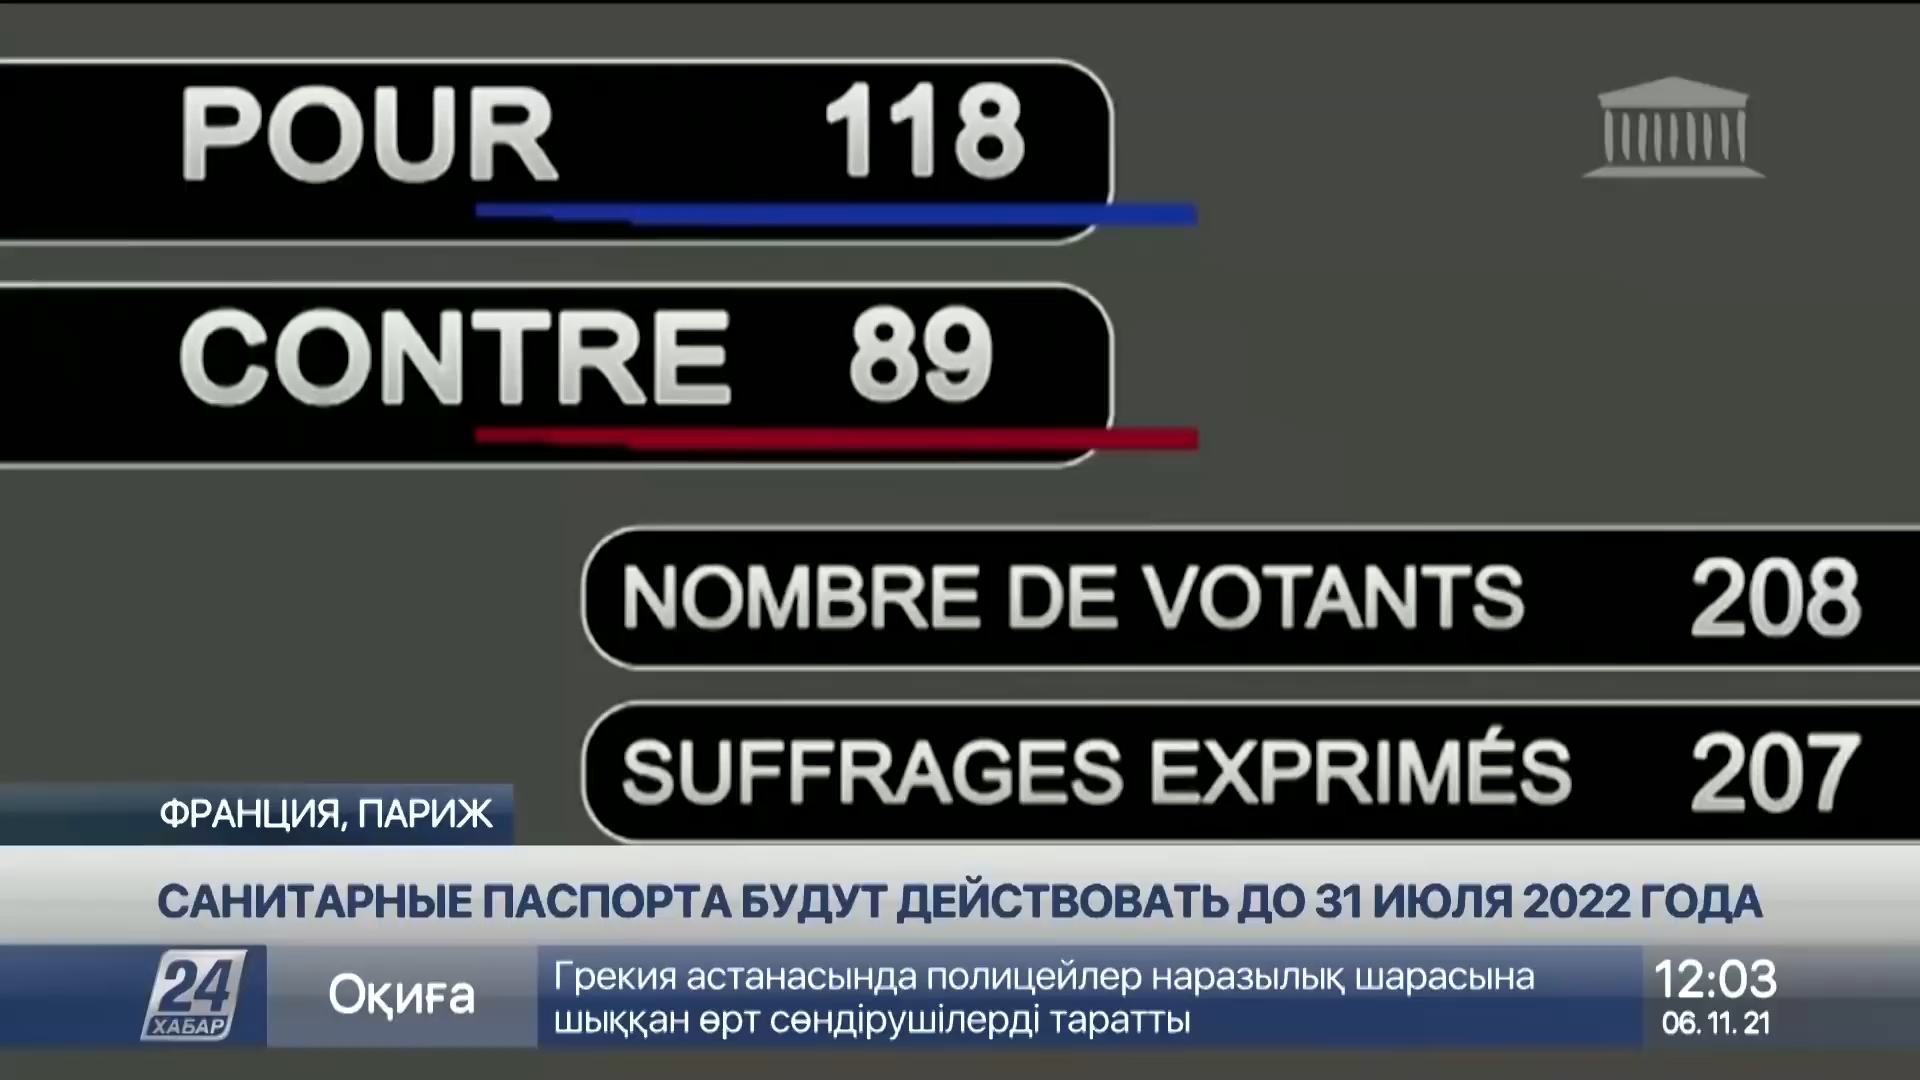 POUR 118
CONTRE 89
NOMBRE DE VOTANTS 208
SUFFRAGES EXPRIMÉS 207
ФРАНЦИЯ, ПАРИЖ
САНИТАРНЫЕ ПАСПОРТА БУДУТ ДЕЙСТВОВАТЬ ДО 31 ИЮЛЯ 2022 ГОДА
24
ХАБАР
Оқиға
Грекия астанасында полицейлер наразылық шарасына
шыққан өрт сөндірушілерді таратты
12:03
06. 11. 21